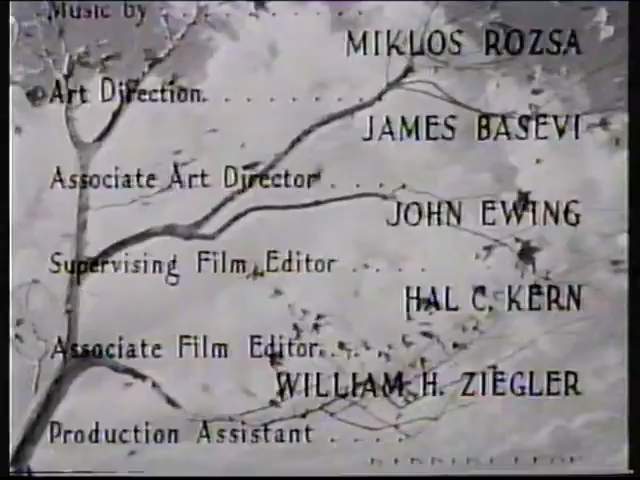 Music by . . . . . . . . . . .
MIKLOS ROZSA
Art Direction. . . . . . . . .
JAMES BASEVI
Associate Art Director . . . .
JOHN EWING
Supervising Film Editor . . . . .
HAL C. KERN
Associate Film Editor. . . .
WILLIAM H. ZIEGLER
Production Assistant . . . . .